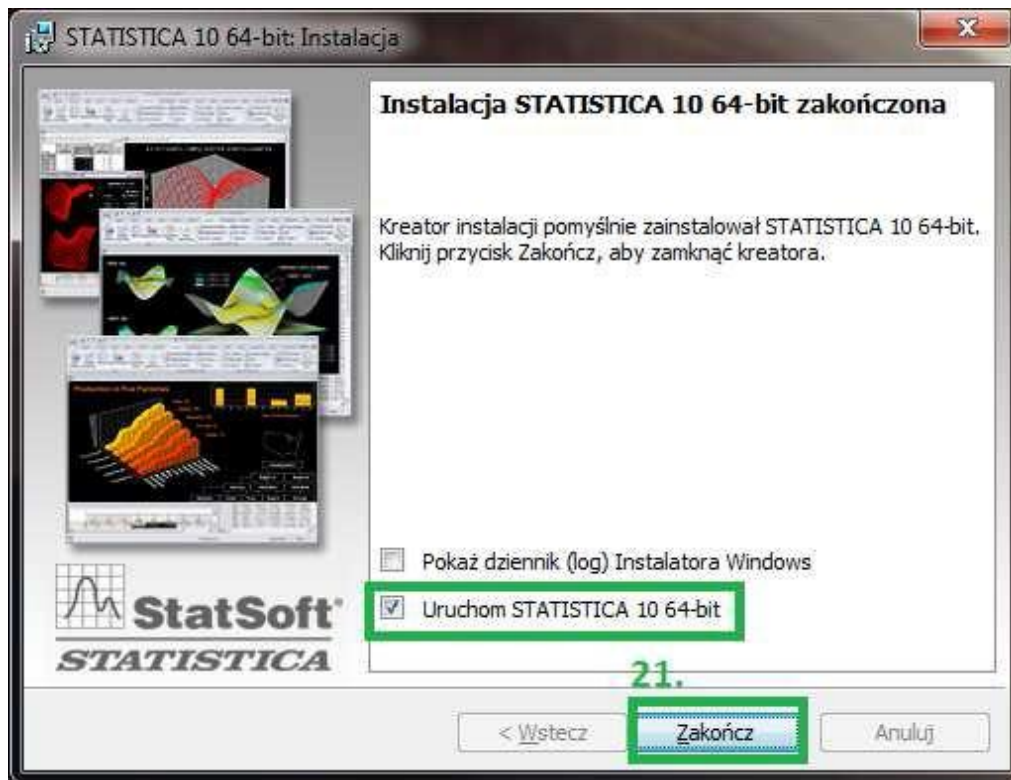 STATISTICA 10 64-bit: Instalacja
Instalacja STATISTICA 10 64-bit zakończona
Kreator instalacji pomyślnie zainstalował STATISTICA 10 64-bit.
Kliknij przycisk Zakończ, aby zamknąć kreatora.
Pokaż dziennik (log) Instalatora Windows
Uruchom STATISTICA 10 64-bit
StatSoft
STATISTICA
21.
< Wstecz
Zakończ
Anuluj